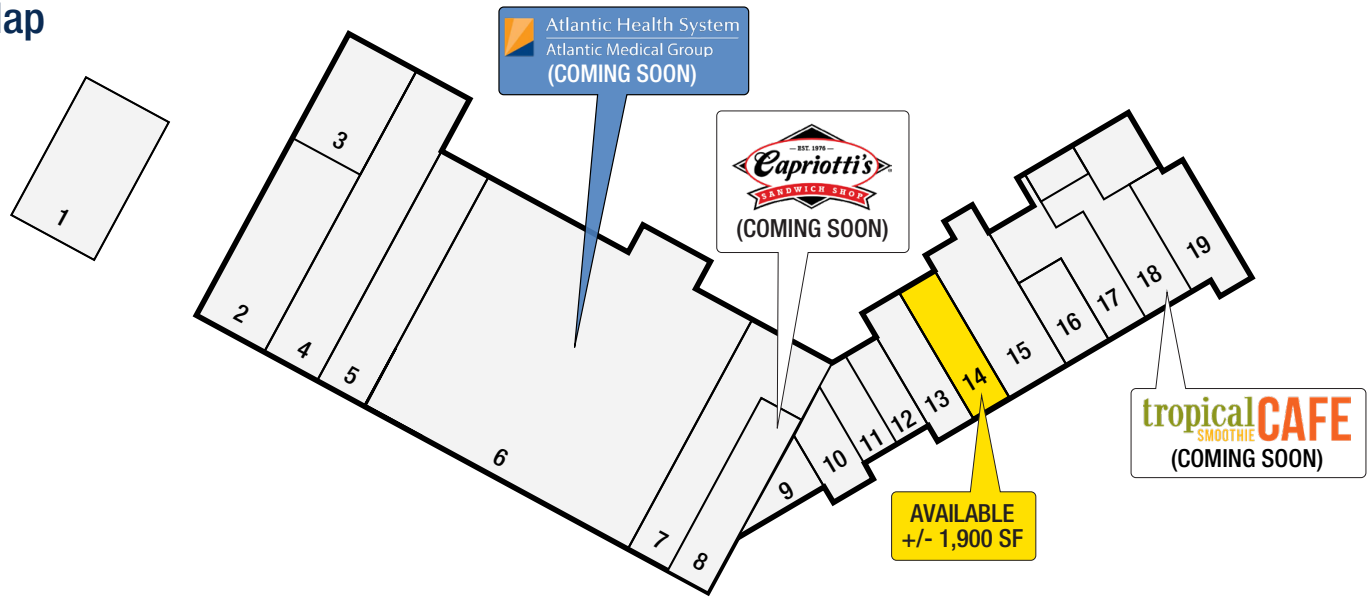 Atlantic Health System
Atlantic Medical Group
(COMING SOON)
EST. 1976
Capriotti's
SANDWICH SHOP
(COMING SOON)
1
2
3
4
5
6
7
8
9
10
11
12
13
14
15
16
17
18
19
tropical
SMOOTHIE
CAFE
(COMING SOON)
AVAILABLE
+/- 1,900 SF